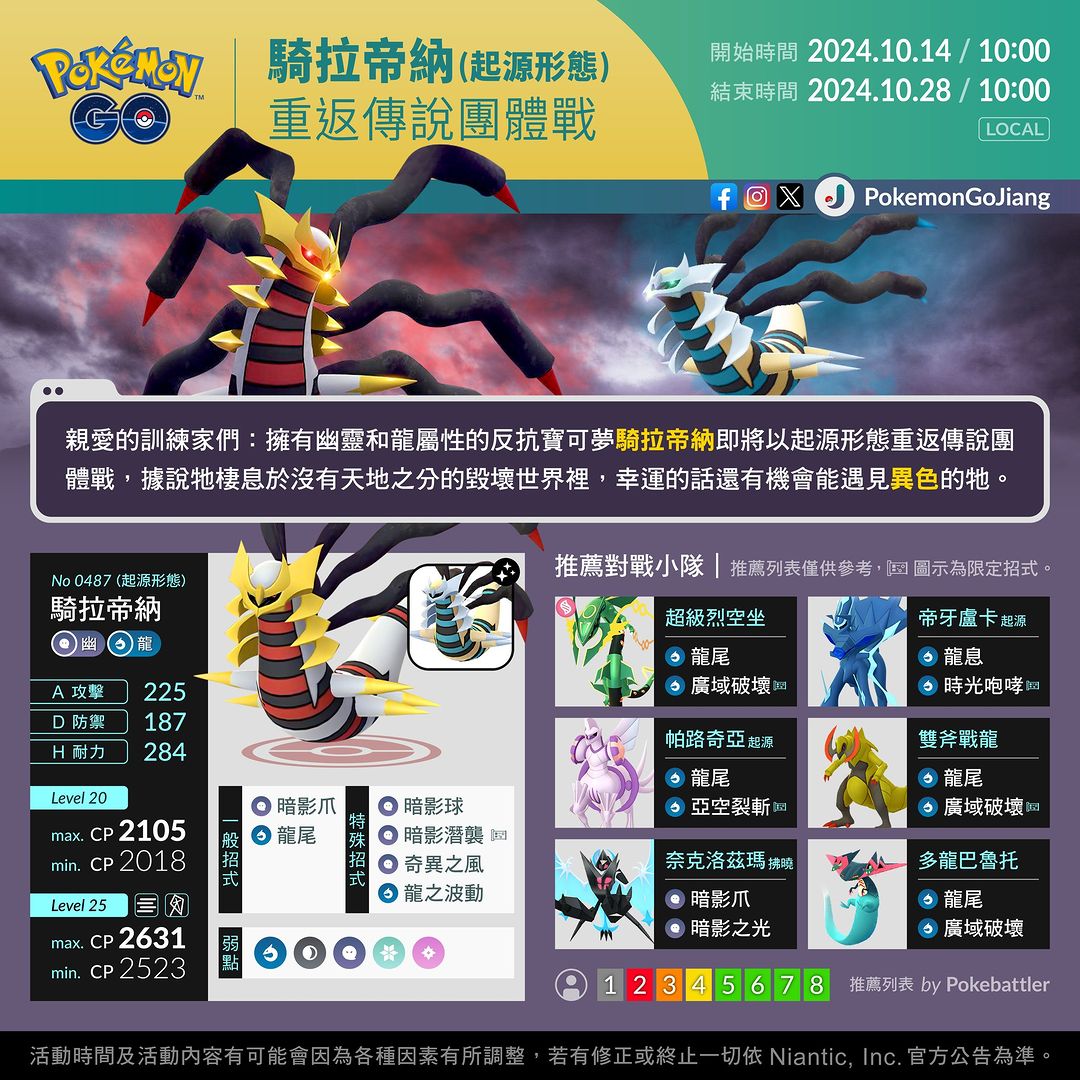 POKÉMON GO™
騎拉帝納(起源形態)
重返傳說團體戰
開始時間 2024.10.14 / 10:00
結束時間 2024.10.28 / 10:00
LOCAL
PokemonGoJiang
親愛的訓練家們：擁有幽靈和龍屬性的反抗寶可夢騎拉帝納即將以起源形態重返傳說團
體戰，據說牠棲息於沒有天地之分的毀壞世界裡，幸運的話還有機會能遇見異色的牠。
No 0487 (起源形態)
騎拉帝納
幽 龍
A 攻擊 225
D 防禦 187
H 耐力 284
Level 20
max. CP 2105
min. CP 2018
Level 25
max. CP 2631
min. CP 2523
一般招式
暗影爪
龍尾
特殊招式
暗影球
暗影潛襲
奇異之風
龍之波動
弱點
推薦對戰小隊 | 推薦列表僅供參考，圖示為限定招式。
超級烈空坐
龍尾
廣域破壞
帝牙盧卡 起源
龍息
時光咆哮
帕路奇亞 起源
龍尾
亞空裂斬
雙斧戰龍
龍尾
廣域破壞
奈克洛茲瑪 拂曉
暗影爪
暗影之光
多龍巴魯托
龍尾
廣域破壞
1 2 3 4 5 6 7 8
推薦列表 by Pokebattler
活動時間及活動內容有可能會因為各種因素有所調整，若有修正或終止一切依 Niantic, Inc. 官方公告為準。